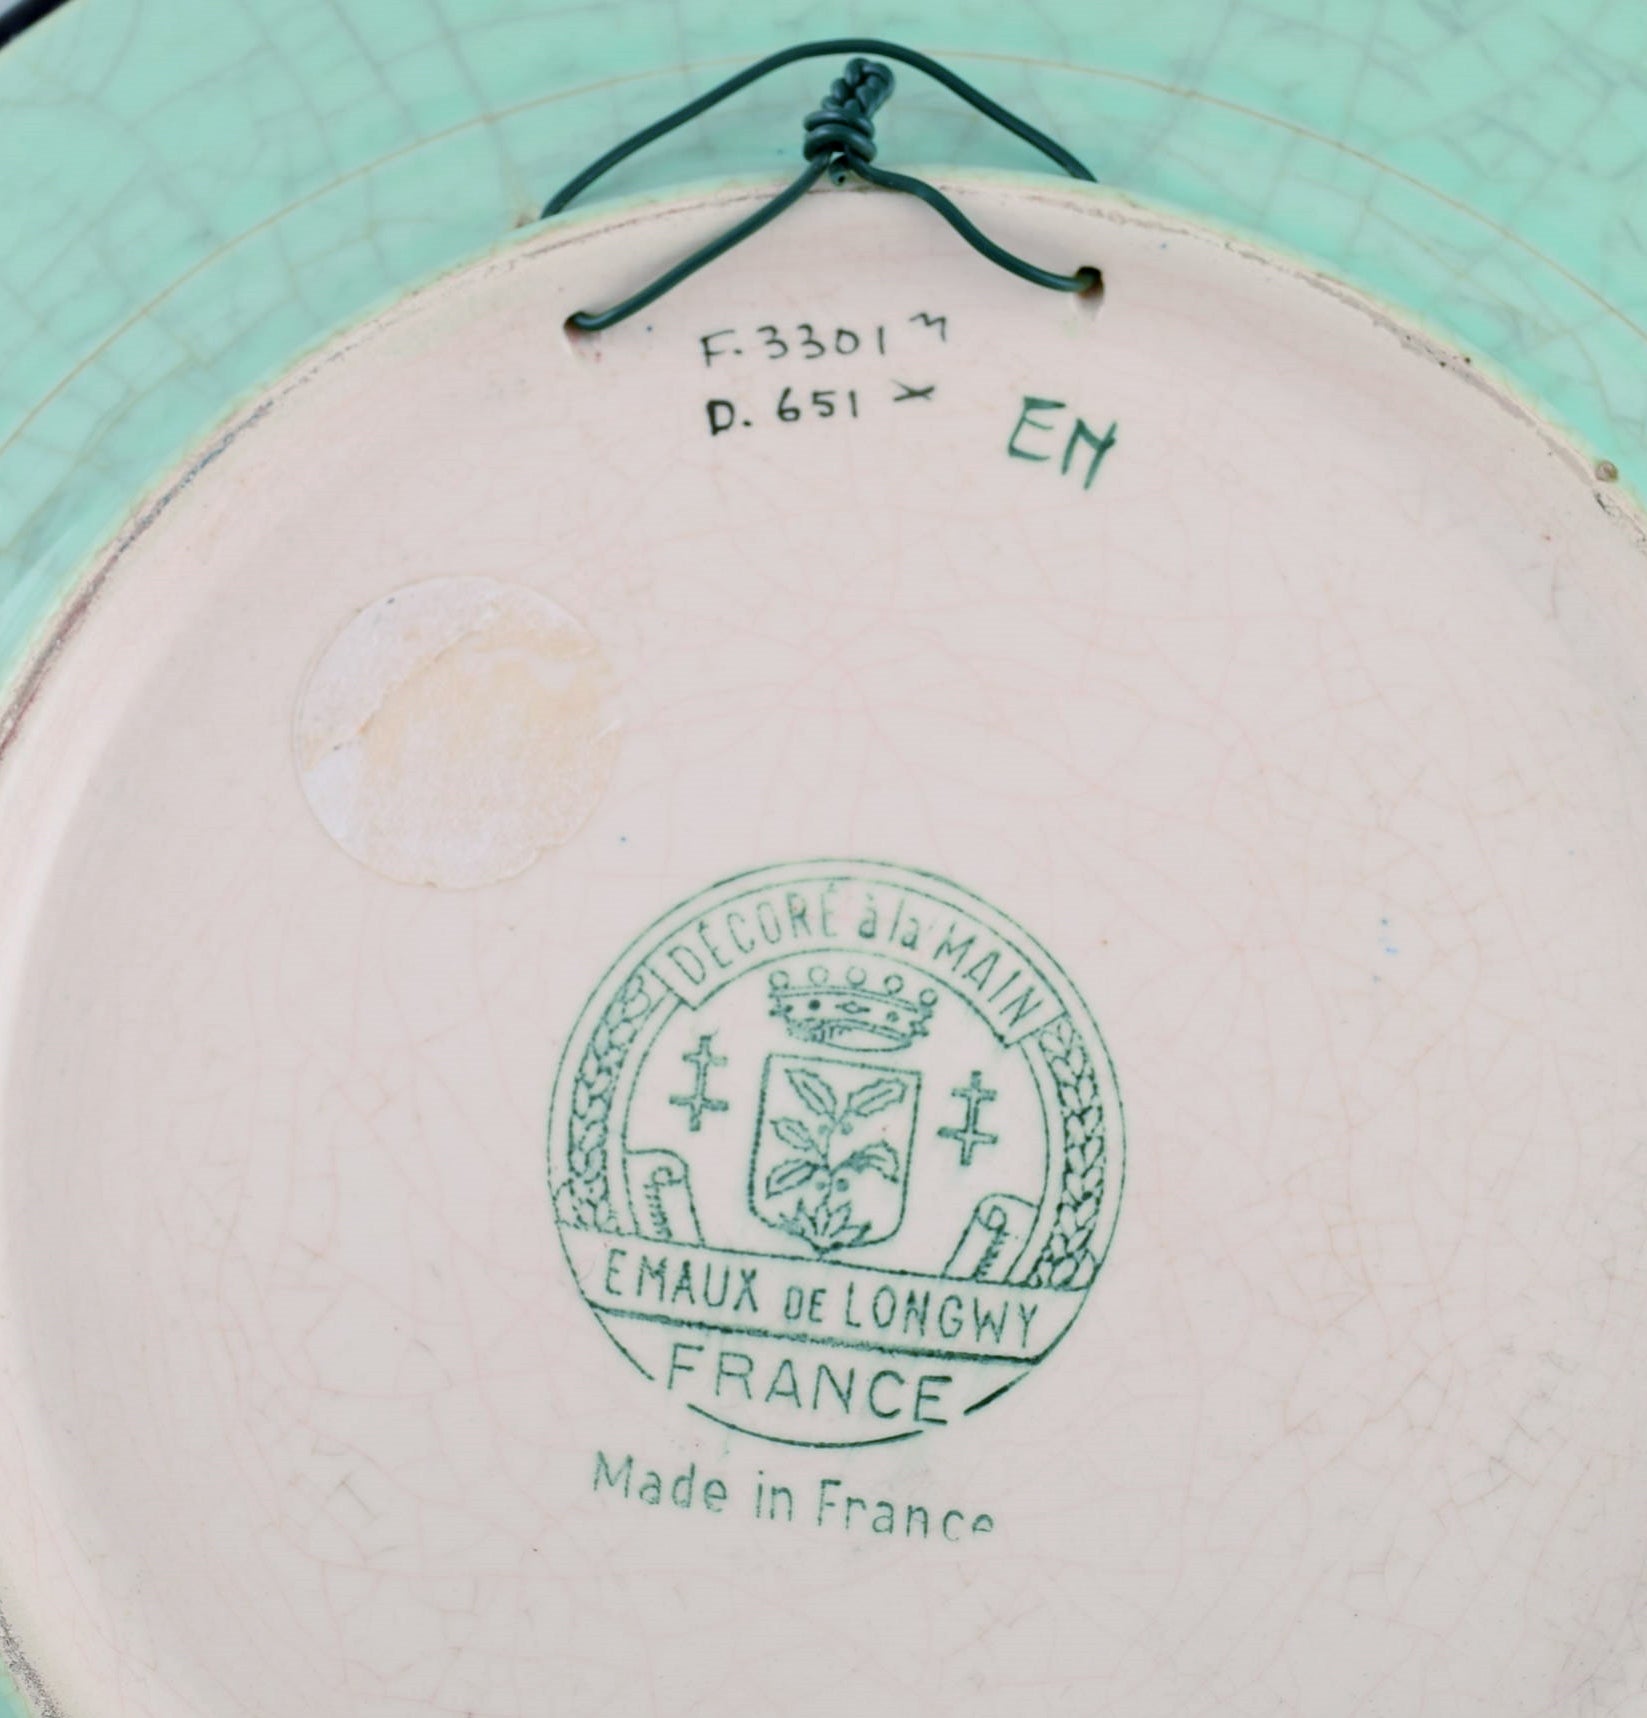 F. 3301
D. 651
EM
DÉCORÉ à la MAIN
EMAUX DE LONGWY
FRANCE
Made in France